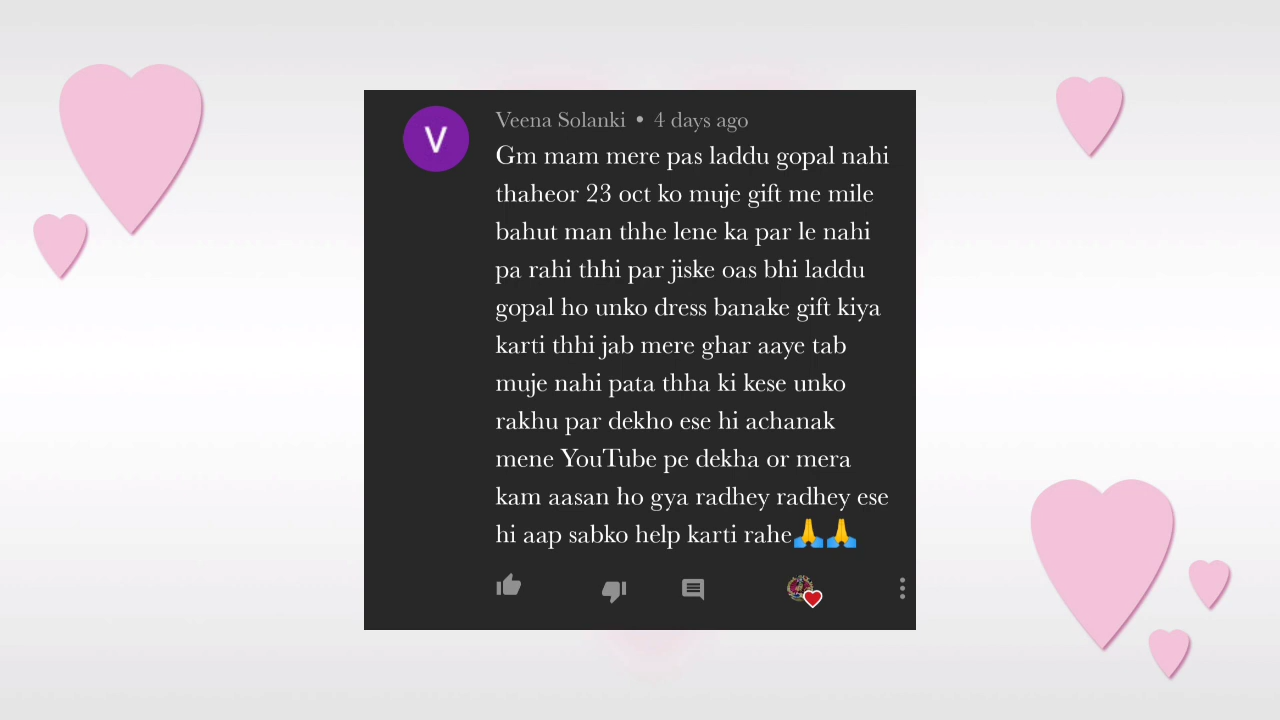 Veena Solanki • 4 days ago
V
Gm mam mere pas laddu gopal nahi
thaheor 23 oct ko muje gift me mile
bahut man thhe lene ka par le nahi
pa rahi thhi par jiske oas bhi laddu
gopal ho unko dress banake gift kiya
karti thhi jab mere ghar aaye tab
muje nahi pata thha ki kese unko
rakhu par dekho ese hi achanak
mene YouTube pe dekha or mera
kam aasan ho gya radhey radhey ese
hi aap sabko help karti rahe🙏🙏